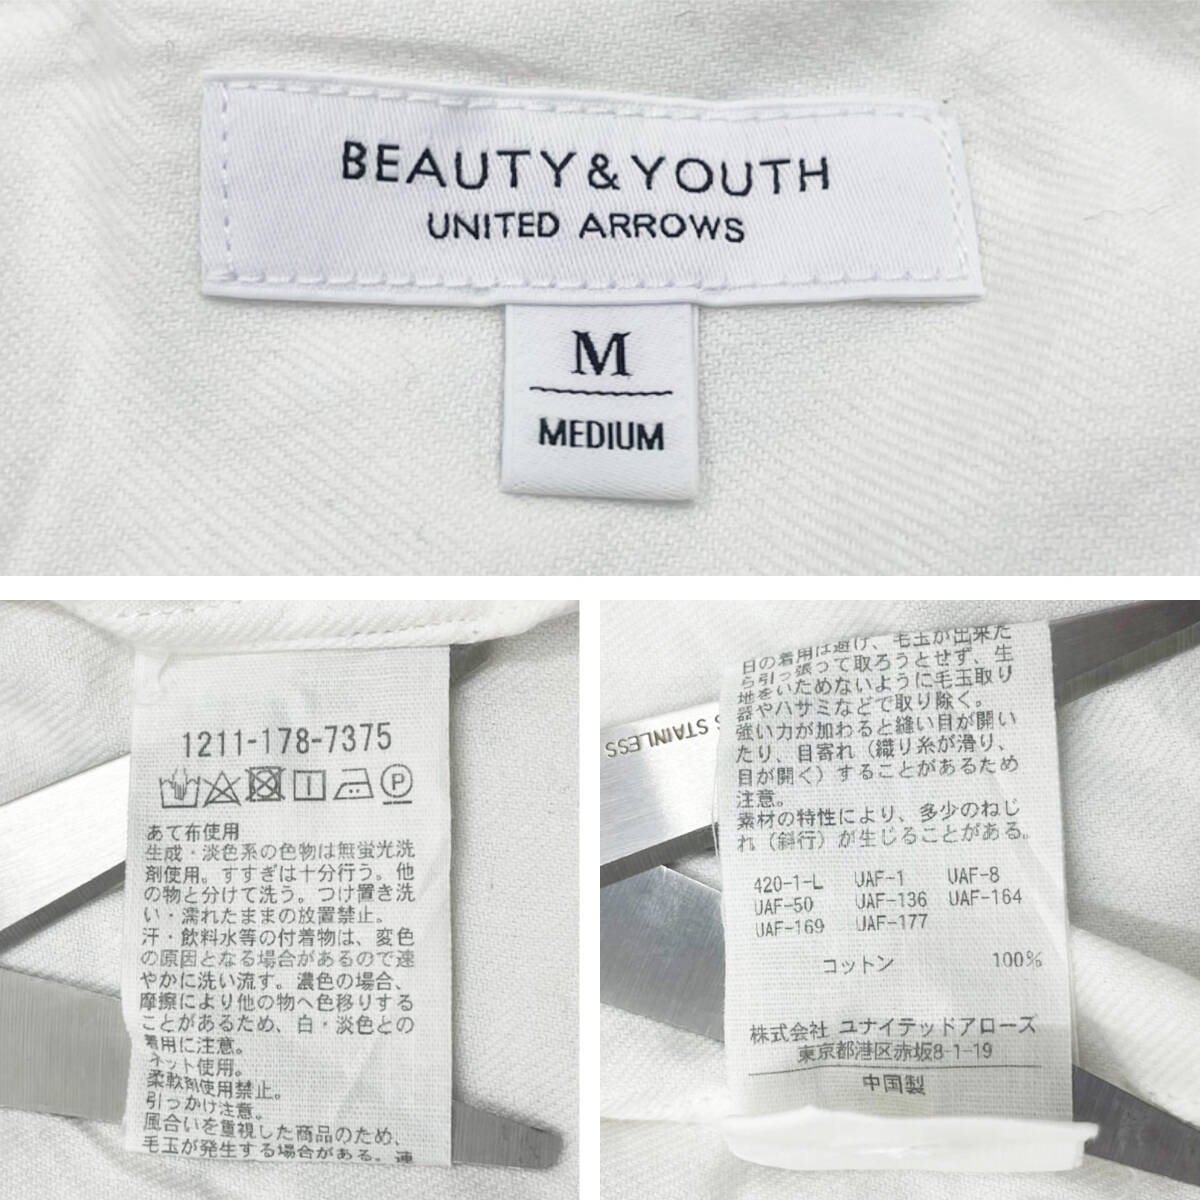 BEAUTY&YOUTH
UNITED ARROWS
M
MEDIUM
1211-178-7375
P
あて布使用
生成・淡色系の色物は無蛍光洗
剤使用。すすぎは十分行う。他
の物と分けて洗う。つけ置き洗
い・濡れたままの放置禁止。
汗・飲料水等の付着物は、変色
の原因となる場合があるので速
やかに洗い流す。濃色の場合、
摩擦により他の物へ色移りする
ことがあるため、白・淡色との
着用に注意。
ネット使用。
柔軟剤使用禁止。
引っかけ注意。
風合いを重視した商品のため、
毛玉が発生する場合がある。連
日の着用は避け、毛玉が出来た
ら引っ張って取ろうとせず、生
地をいためないように毛玉取り
器やハサミなどで取り除く。
強い力が加わると縫い目が開い
たり、目寄れ（織り糸が滑り、
目が開く）することがあるため
注意。
素材の特性により、多少のねじ
れ（斜行）が生じることがある。
420-1-L UAF-1 UAF-8
UAF-50 UAF-136 UAF-164
UAF-169 UAF-177
コットン 100%
株式会社 ユナイテッドアローズ
東京都港区赤坂8-1-19
中国製
STAINLESS